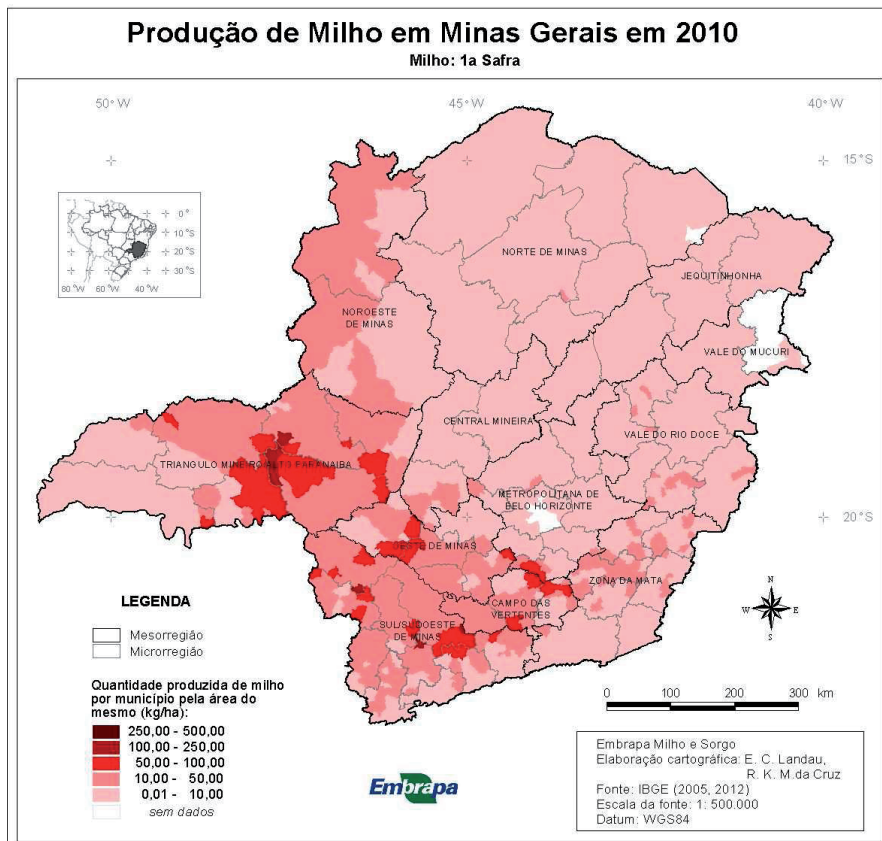 Produção de Milho em Minas Gerais em 2010
Milho: 1a Safra
50° W
45° W
40° W
15° S
0°
10°S
20°S
30°S
80°W 60°W 40°W
NORTE DE MINAS
JEQUITINHONHA
NOROESTE
DE MINAS
VALE DO MUCURI
CENTRAL MINEIRA
VALE DO RIO DOCE
TRIANGULO MINEIRO/ALTO PARANAIBA
METROPOLITANA DE
BELO HORIZONTE
20° S
OESTE DE MINAS
ZONA DA MATA
CAMPO DAS
VERTENTES
SUL/SUDOESTE
DE MINAS
LEGENDA
Mesorregião
Microrregião
Quantidade produzida de milho
por município pela área do
mesmo (kg/ha):
250,00 - 500,00
100,00 - 250,00
50,00 - 100,00
10,00 - 50,00
0,01 - 10,00
sem dados
N
W E
S
0 100 200 300 km
Embrapa
Embrapa Milho e Sorgo
Elaboração cartográfica: E. C. Landau,
R. K. M.da Cruz
Fonte: IBGE (2005, 2012)
Escala da fonte: 1: 500.000
Datum: WGS84